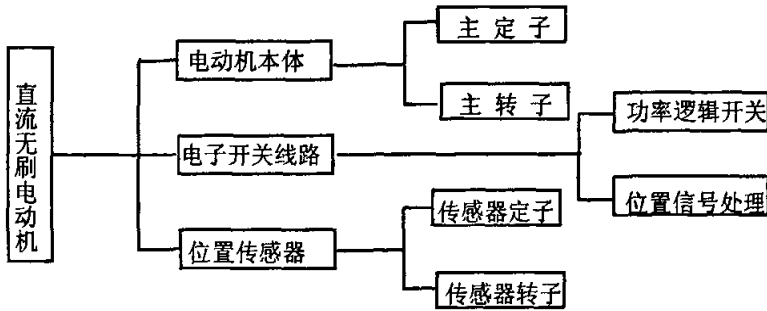 直流无刷电动机
电动机本体
主定子
主转子
电子开关线路
功率逻辑开关
位置信号处理
位置传感器
传感器定子
传感器转子